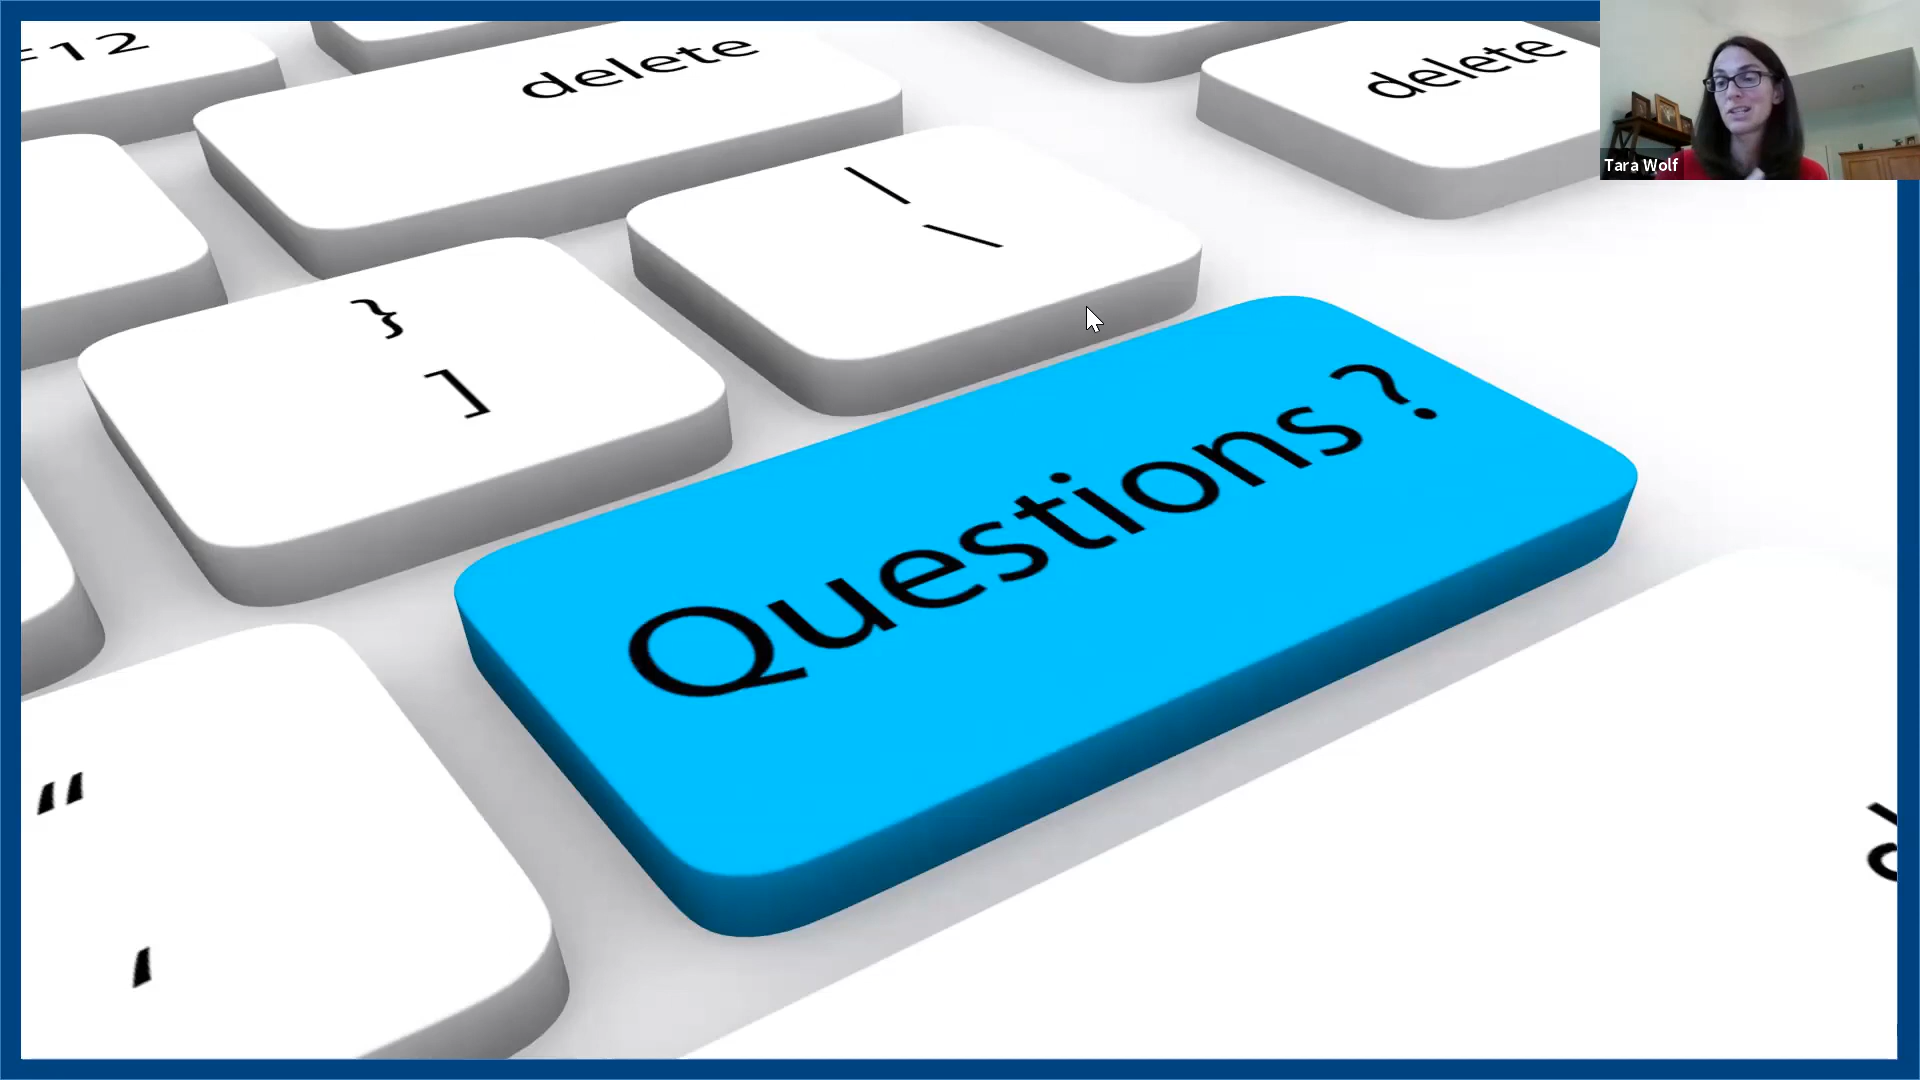 F12
delete
delete
Tara Wolf
|
\
}
]
Questions ?
"
'